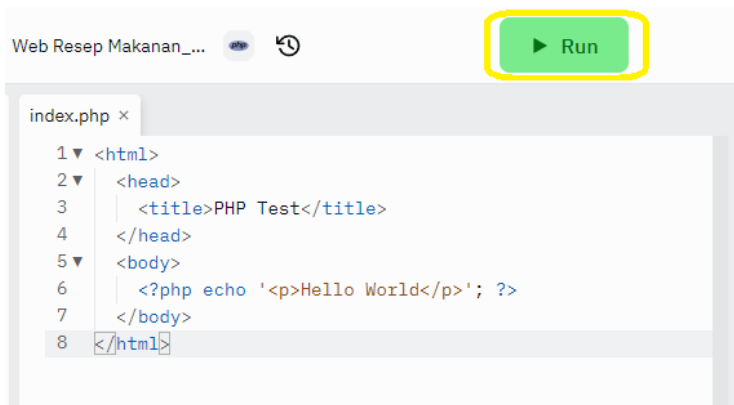 Web Resep Makanan_... php Run
index.php ×
1 <html>
2 <head>
3 <title>PHP Test</title>
4 </head>
5 <body>
6 <?php echo '<p>Hello World</p>'; ?>
7 </body>
8 </html>